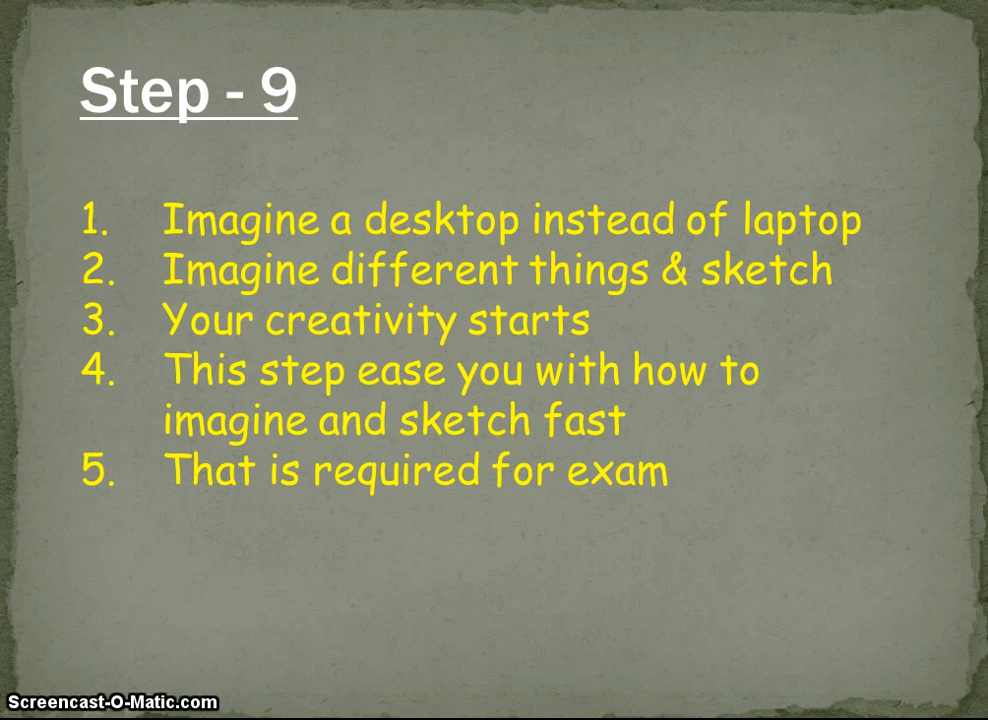 Step - 9
1. Imagine a desktop instead of laptop
2. Imagine different things & sketch
3. Your creativity starts
4. This step ease you with how to
imagine and sketch fast
5. That is required for exam
Screencast-O-Matic.com